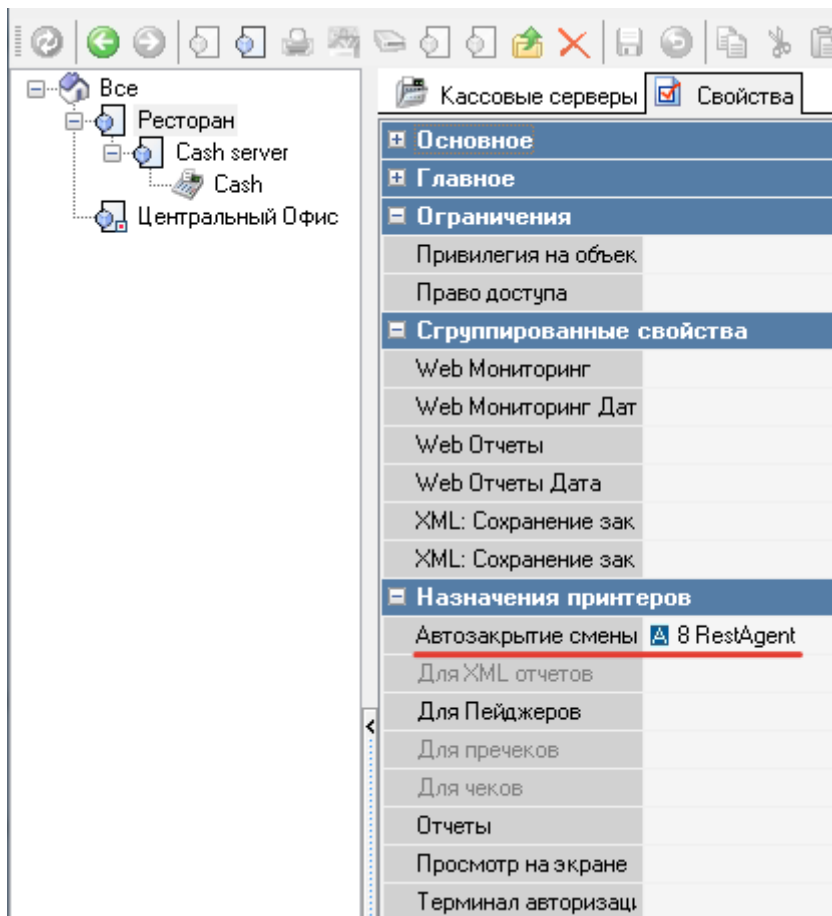 Все
Ресторан
Cash server
Cash
Центральный Офис
Кассовые серверы
Свойства
Основное
Главное
Ограничения
Привилегия на объек
Право доступа
Сгруппированные свойства
Web Мониторинг
Web Мониторинг Дат
Web Отчеты
Web Отчеты Дата
XML: Сохранение зак
XML: Сохранение зак
Назначения принтеров
Автозакрытие смены A 8 RestAgent
Для XML отчетов
Для Пейджеров
Для пречеков
Для чеков
Отчеты
Просмотр на экране
Терминал авторизаци